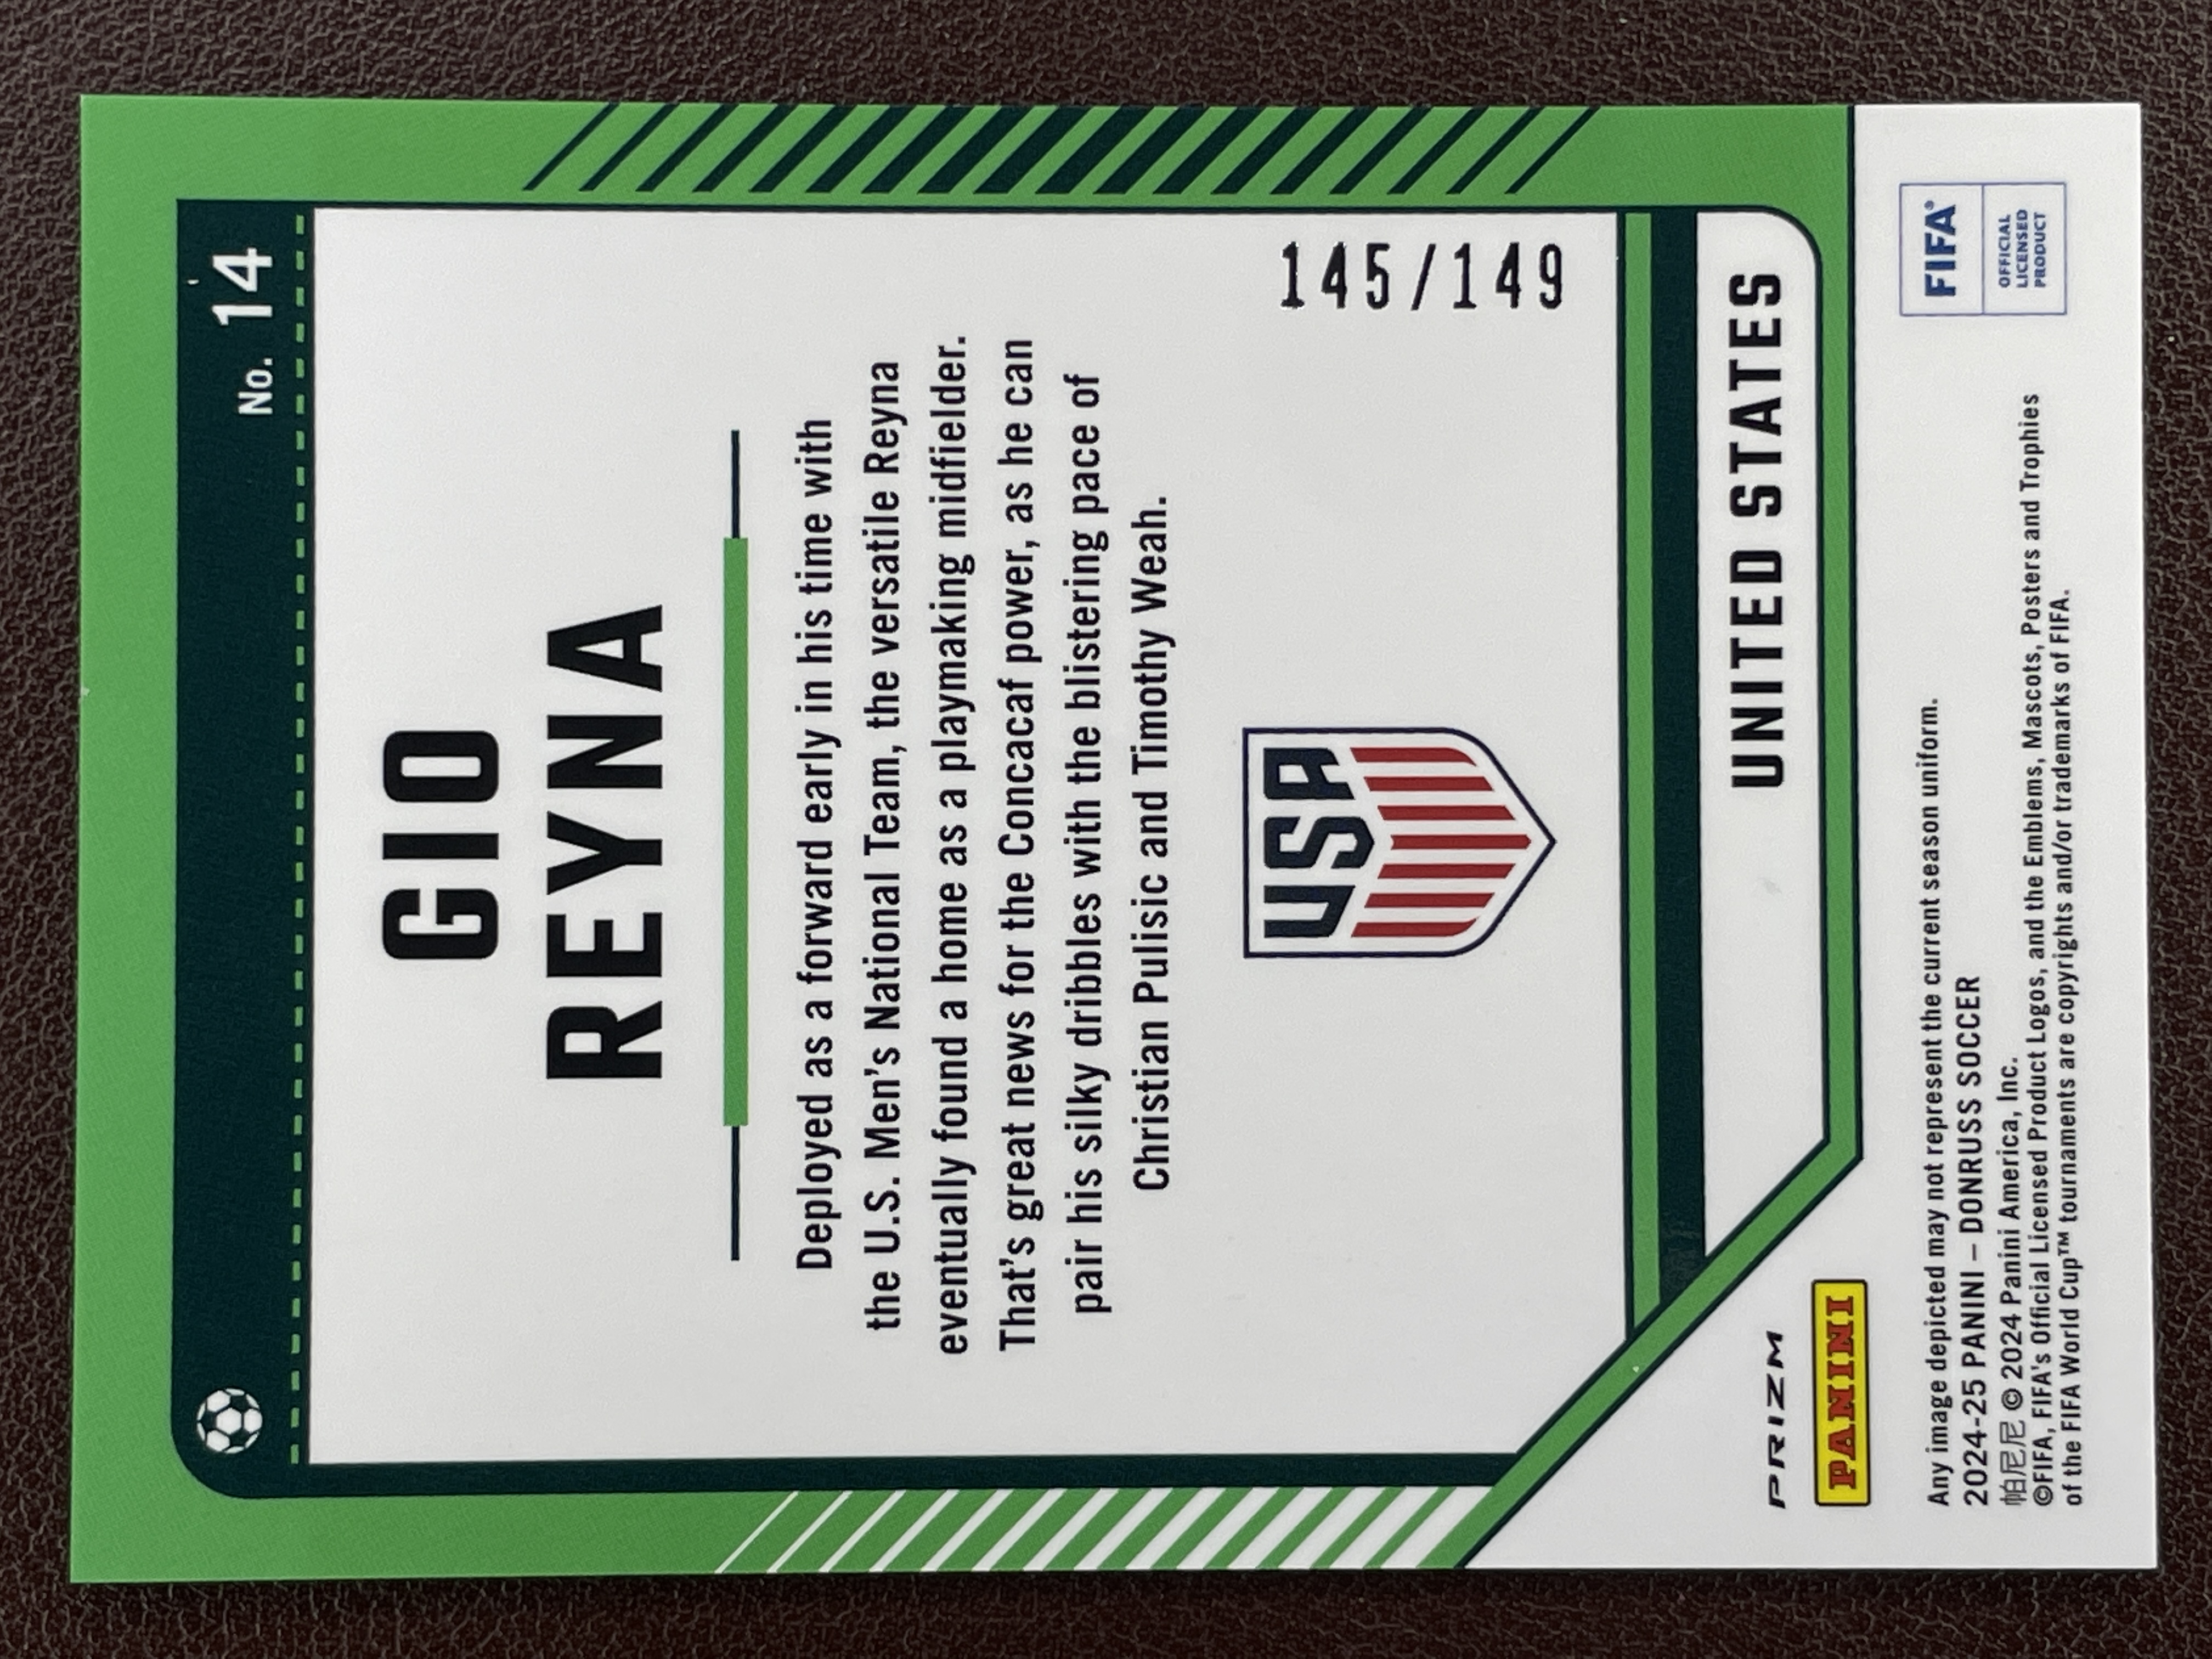 No. 14
GIO
REYNA
Deployed as a forward early in his time with
the U.S. Men's National Team, the versatile Reyna
eventually found a home as a playmaking midfielder.
That's great news for the Concacaf power, as he can
pair his silky dribbles with the blistering pace of
Christian Pulisic and Timothy Weah.
145/149
USA
UNITED STATES
PRIZM
PANINI
Any image depicted may not represent the current season uniform.
2024-25 PANINI – DONRUSS SOCCER
帕尼尼 © 2024 Panini America, Inc.
©FIFA, FIFA's Official Licensed Product Logos, and the Emblems, Mascots, Posters and Trophies
of the FIFA World Cup™ tournaments are copyrights and/or trademarks of FIFA.
FIFA®
OFFICIAL
LICENSED
PRODUCT